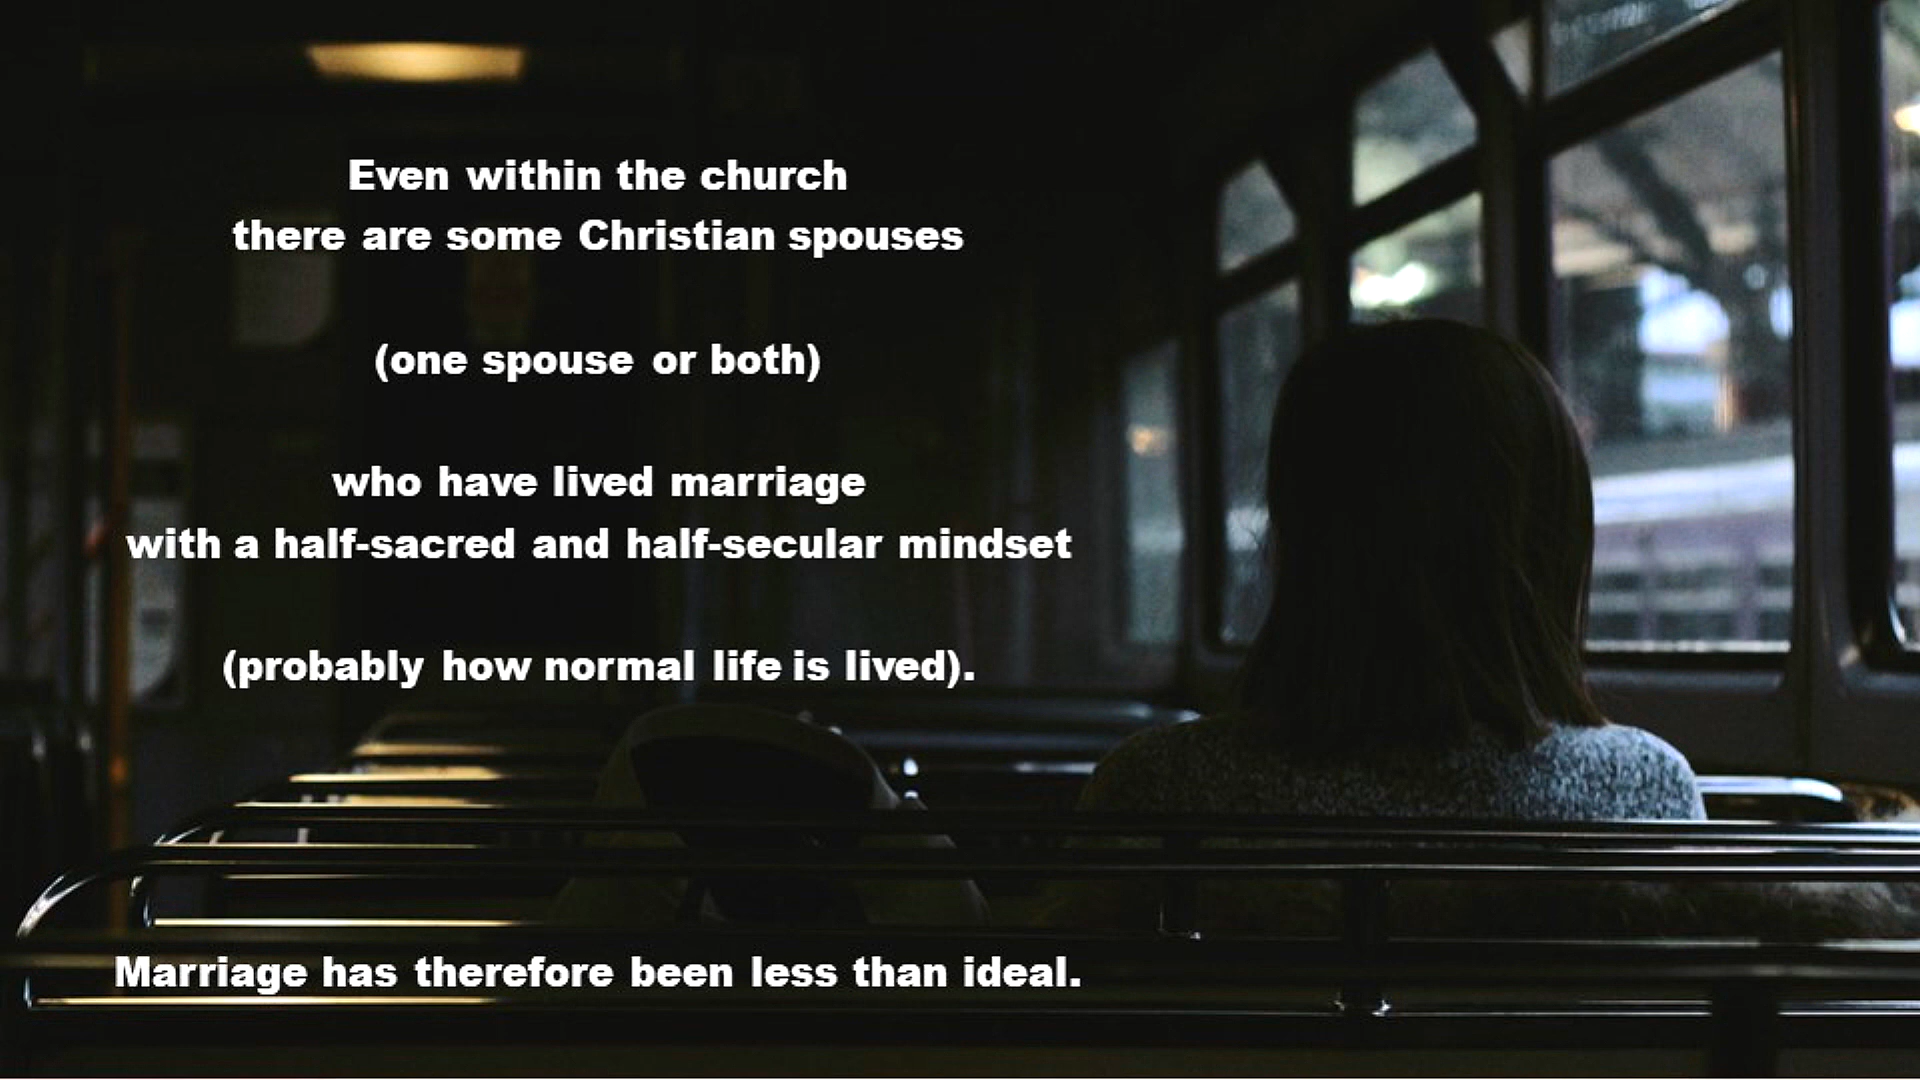 Even within the church
there are some Christian spouses
(one spouse or both)
who have lived marriage
with a half-sacred and half-secular mindset
(probably how normal life is lived).
Marriage has therefore been less than ideal.